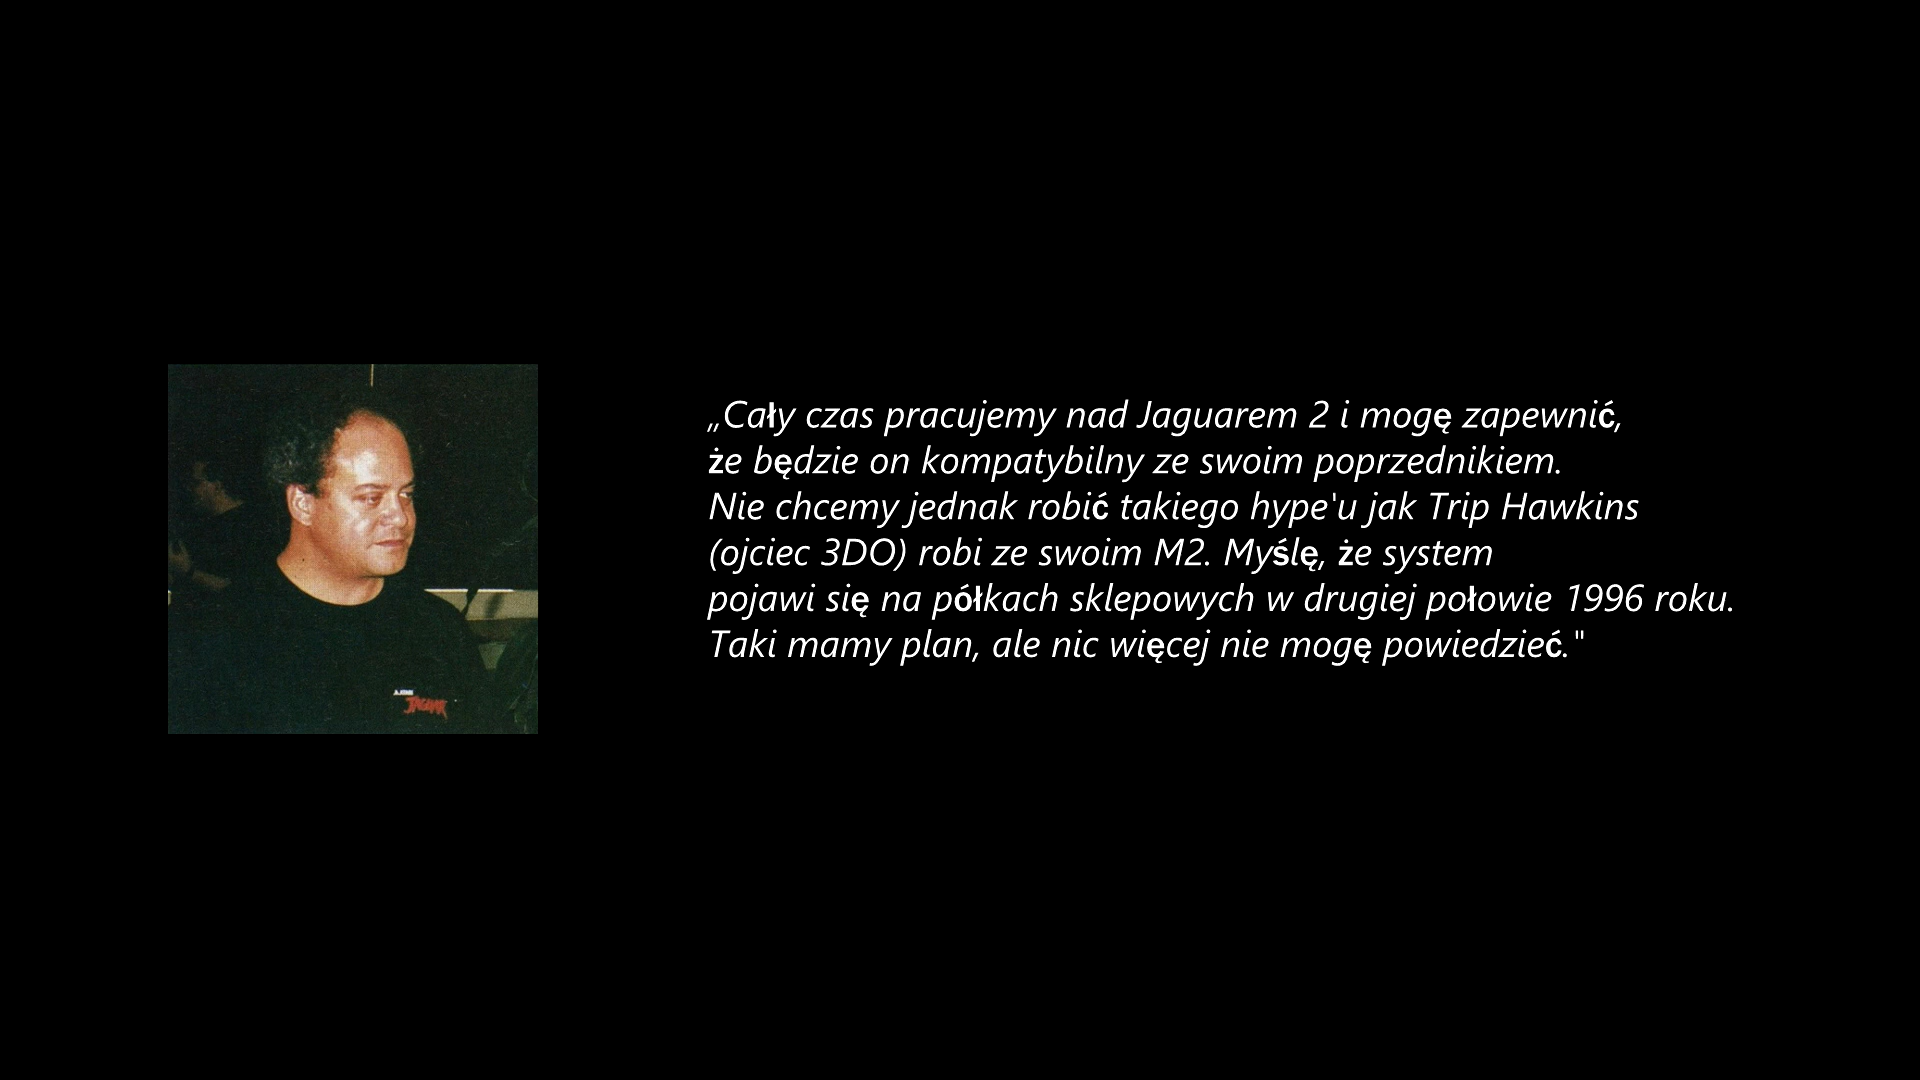 „Cały czas pracujemy nad Jaguarem 2 i mogę zapewnić,
że będzie on kompatybilny ze swoim poprzednikiem.
Nie chcemy jednak robić takiego hype'u jak Trip Hawkins
(ojciec 3DO) robi ze swoim M2. Myślę, że system
pojawi się na półkach sklepowych w drugiej połowie 1996 roku.
Taki mamy plan, ale nic więcej nie mogę powiedzieć."
JAGUAR